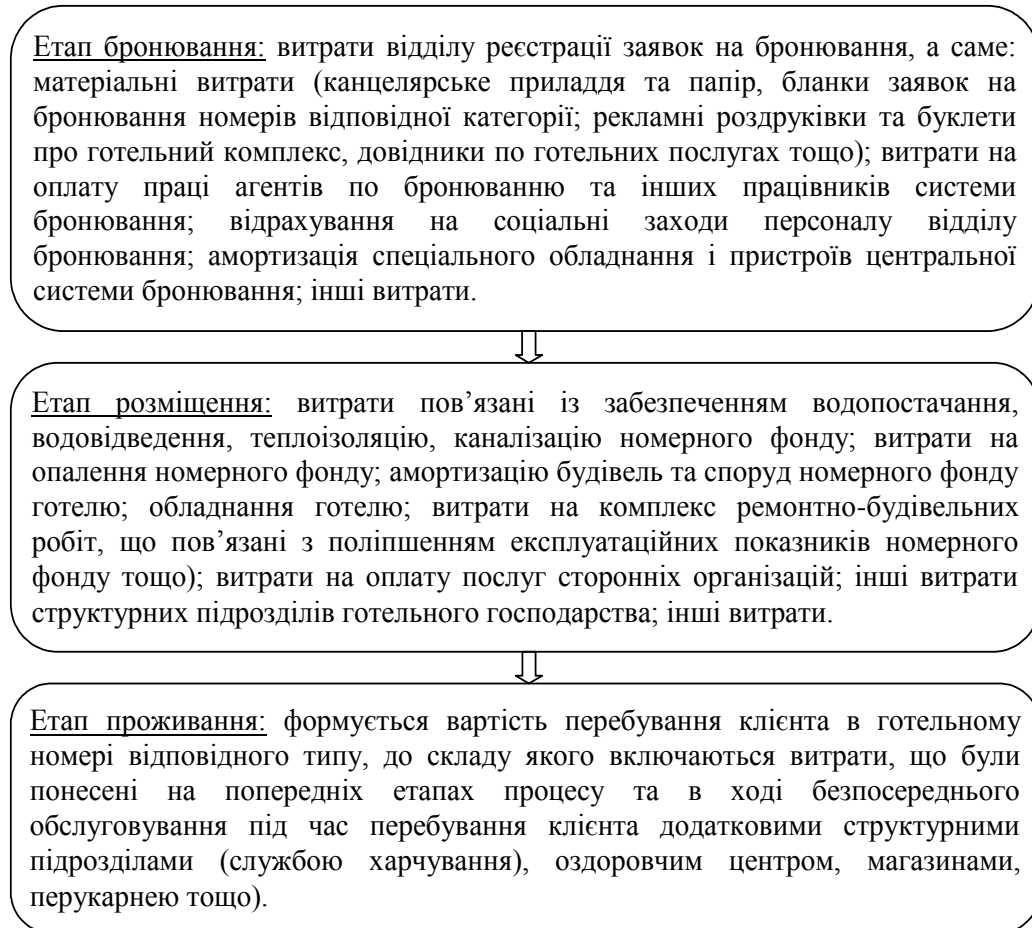 Етап бронювання: витрати відділу реєстрації заявок на бронювання, а саме:
матеріальні витрати (канцелярське приладдя та папір, бланки заявок на
бронювання номерів відповідної категорії; рекламні роздруківки та буклети
про готельний комплекс, довідники по готельних послугах тощо); витрати на
оплату праці агентів по бронюванню та інших працівників системи
бронювання; відрахування на соціальні заходи персоналу відділу
бронювання; амортизація спеціального обладнання і пристроїв центральної
системи бронювання; інші витрати.
Етап розміщення: витрати пов’язані із забезпеченням водопостачання,
водовідведення, теплоізоляцію, каналізацію номерного фонду; витрати на
опалення номерного фонду; амортизацію будівель та споруд номерного фонду
готелю; обладнання готелю; витрати на комплекс ремонтно-будівельних
робіт, що пов’язані з поліпшенням експлуатаційних показників номерного
фонду тощо); витрати на оплату послуг сторонніх організацій; інші витрати
структурних підрозділів готельного господарства; інші витрати.
Етап проживання: формується вартість перебування клієнта в готельному
номері відповідного типу, до складу якого включаються витрати, що були
понесені на попередніх етапах процесу та в ході безпосереднього
обслуговування під час перебування клієнта додатковими структурними
підрозділами (службою харчування), оздоровчим центром, магазинами,
перукарнею тощо).